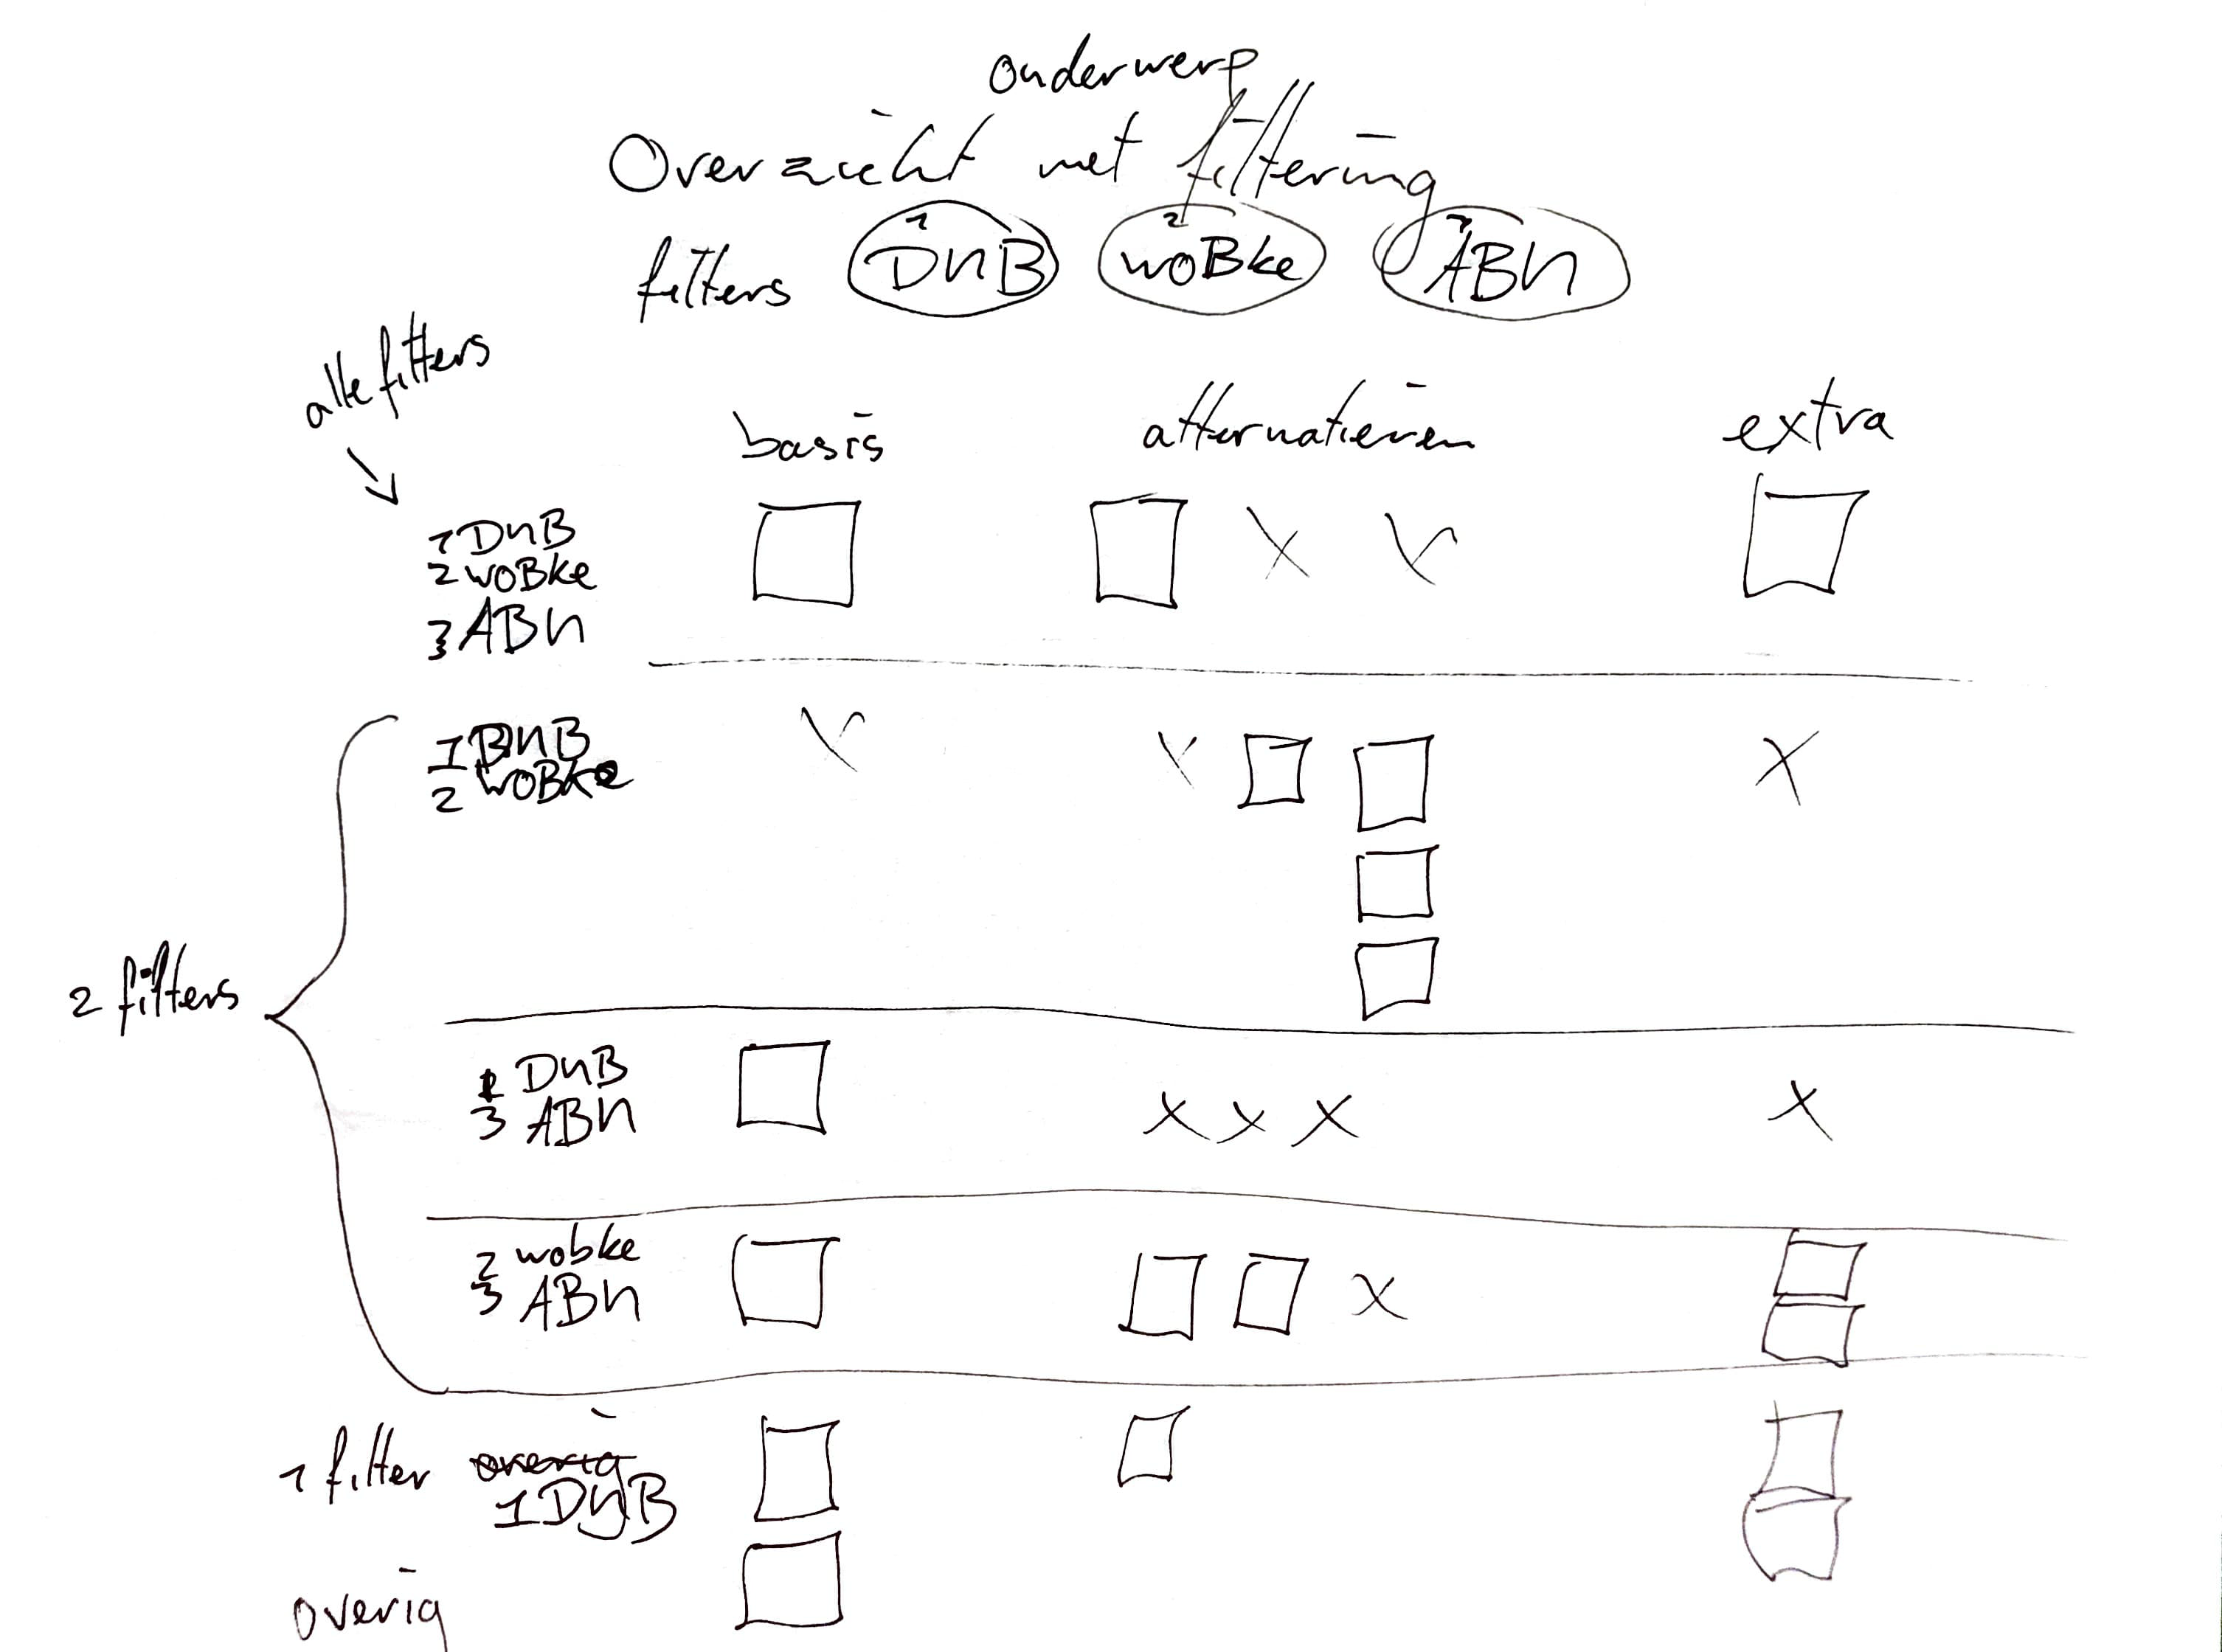 onderwerp
Overzicht met filtering
filters 1 DNB 2 woBke 3 ABN
alle filters
basis alternatieven extra
1 DNB
2 woBke
3 ABN
X X
X X X
1 DNB
2 woBke
2 filters
1 DNB
3 ABN
X X X X
2 wobke
3 ABN
X
1 filter overig
1 DNB
overig